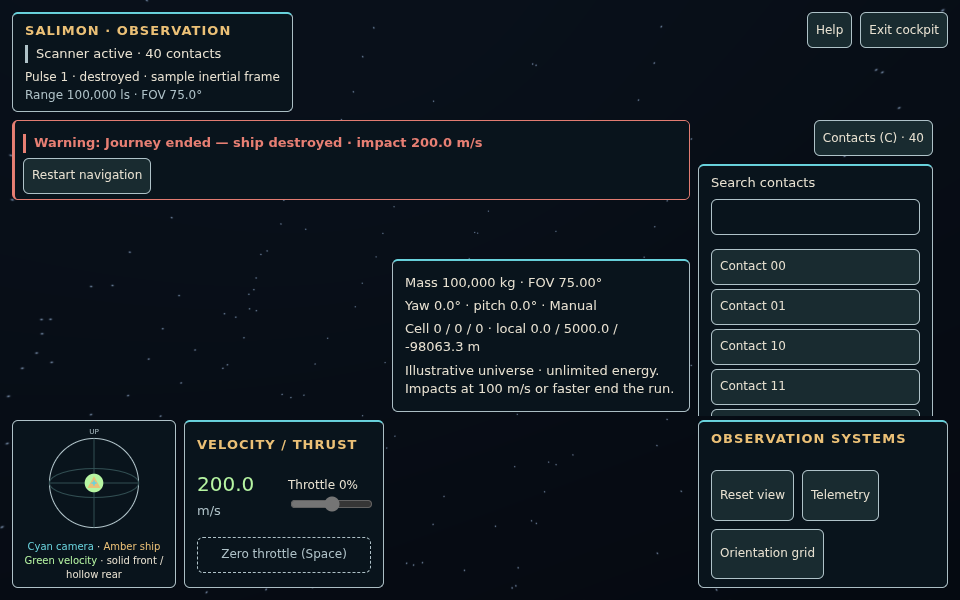 SALIMON · OBSERVATION
Scanner active · 40 contacts
Pulse 1 · destroyed · sample inertial frame
Range 100,000 ls · FOV 75.0°
Help
Exit cockpit
Warning: Journey ended — ship destroyed · impact 200.0 m/s
Restart navigation
Contacts (C) · 40
Search contacts
Contact 00
Contact 01
Contact 10
Contact 11
Mass 100,000 kg · FOV 75.00°
Yaw 0.0° · pitch 0.0° · Manual
Cell 0 / 0 / 0 · local 0.0 / 5000.0 /
-98063.3 m
Illustrative universe · unlimited energy.
Impacts at 100 m/s or faster end the run.
UP
Cyan camera · Amber ship
Green velocity · solid front /
hollow rear
VELOCITY / THRUST
200.0
m/s
Throttle 0%
Zero throttle (Space)
OBSERVATION SYSTEMS
Reset view
Telemetry
Orientation grid